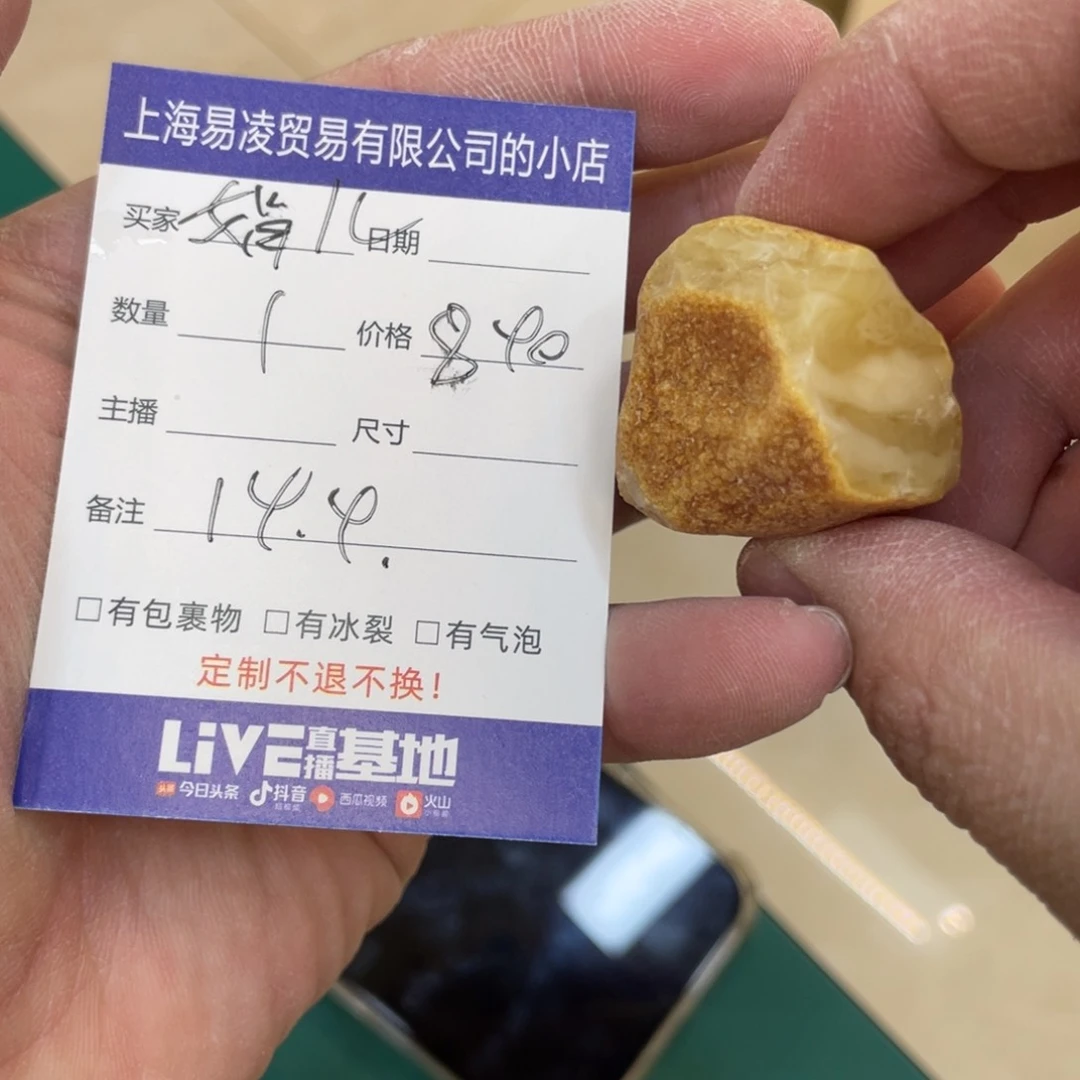 上海易凌贸易有限公司的小店
买家 日期
数量 1 价格 840
主播 尺寸
备注 14.4.
□有包裹物 □有冰裂 □有气泡
定制不退不换!
LiVE直播基地
头条 今日头条 抖音 西瓜视频 火山